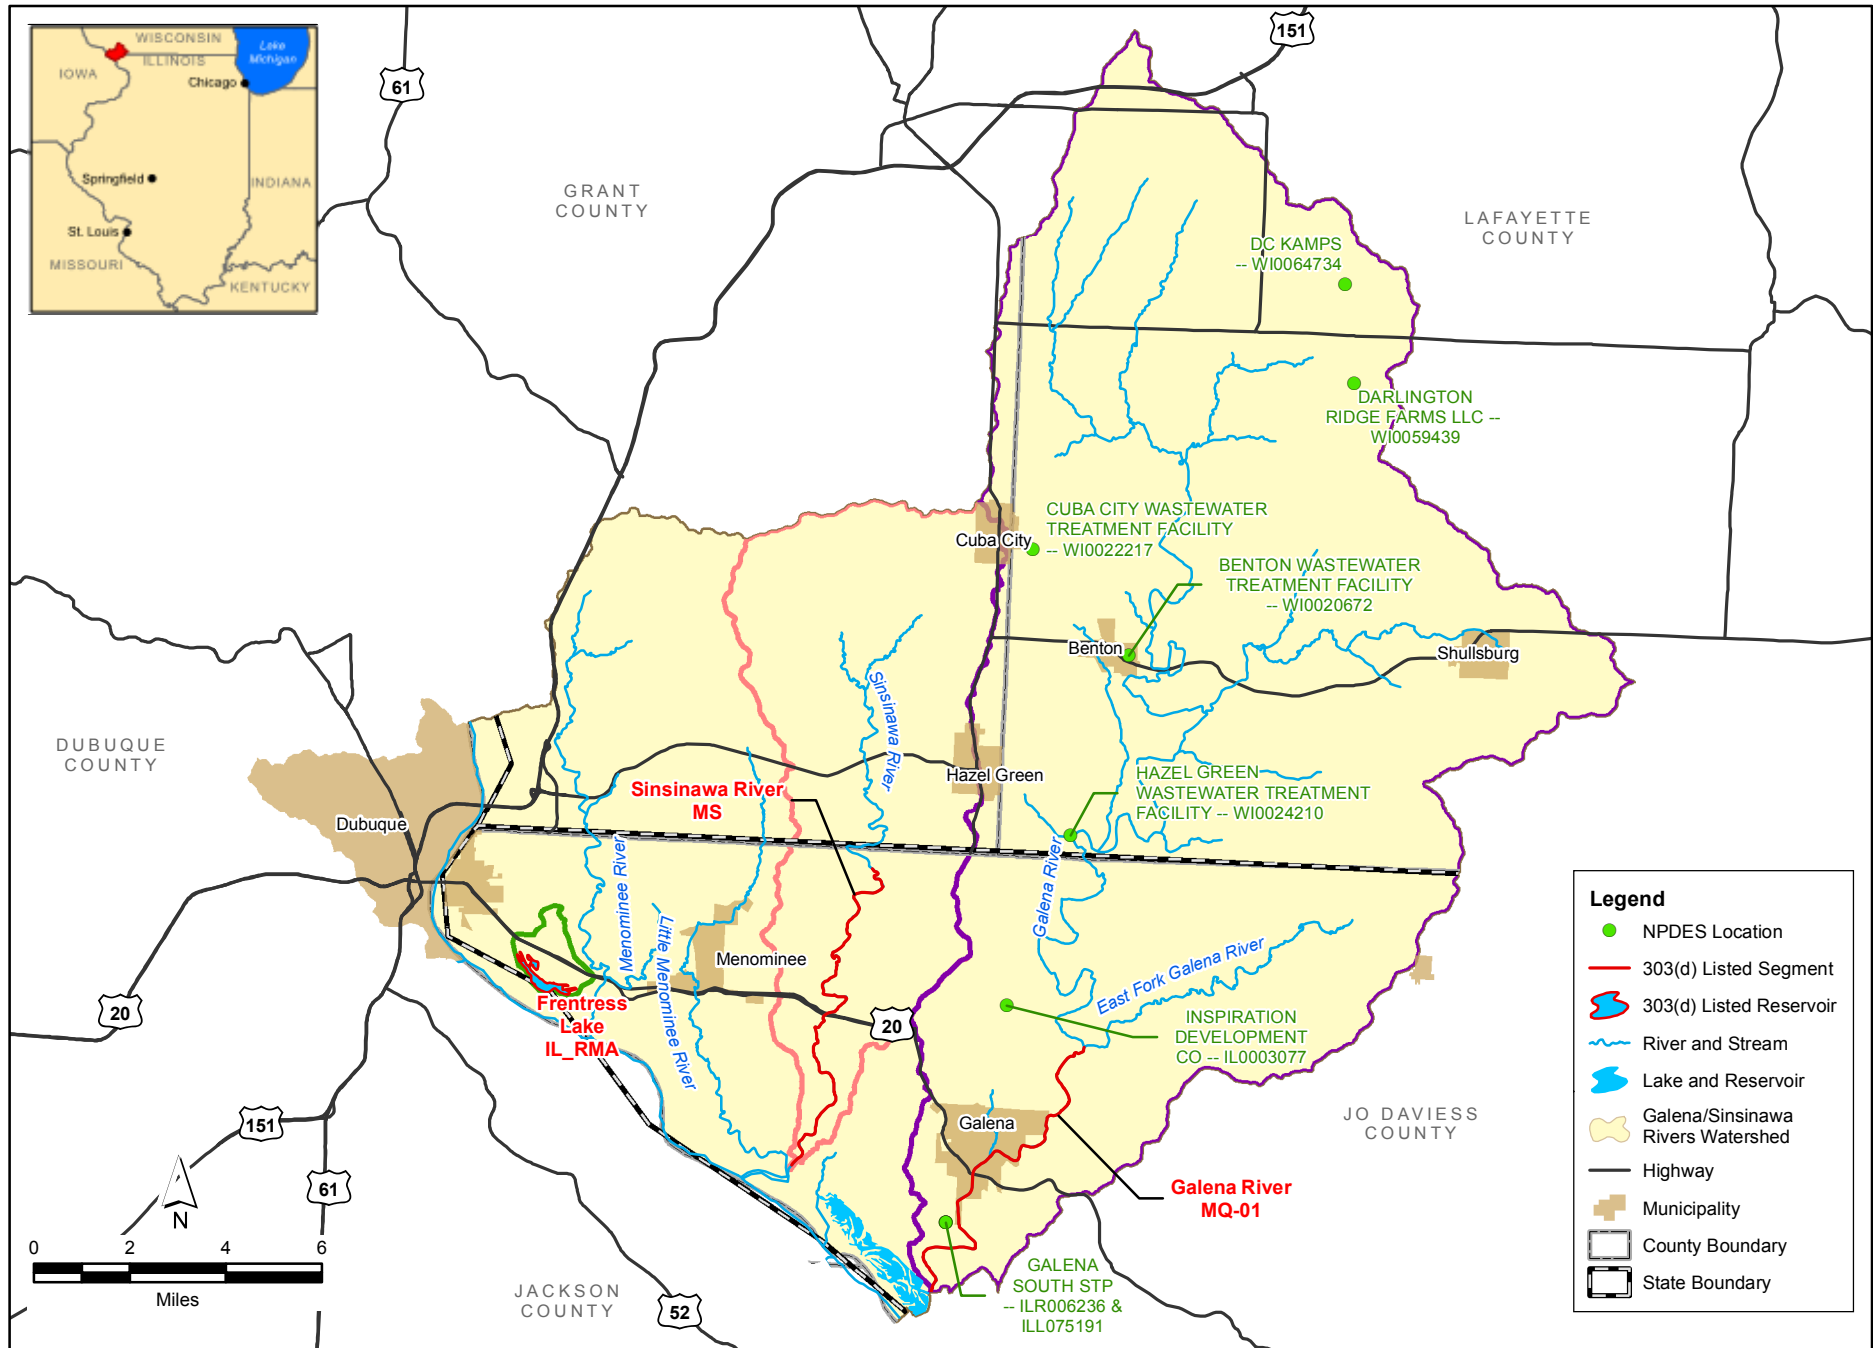 WISCONSIN
Lake
Michigan
ILLINOIS
IOWA
Chicago
Springfield
INDIANA
St. Louis
MISSOURI
KENTUCKY
151
61
GRANT
COUNTY
LAFAYETTE
COUNTY
DC KAMPS
-- WI0064734
DARLINGTON
RIDGE FARMS LLC --
WI0059439
CUBA CITY WASTEWATER
TREATMENT FACILITY
-- WI0022217
Cuba City
BENTON WASTEWATER
TREATMENT FACILITY
-- WI0020672
Benton
Shullsburg
Sinsinawa River
DUBUQUE
COUNTY
Hazel Green
HAZEL GREEN
WASTEWATER TREATMENT
FACILITY -- WI0024210
Sinsinawa River
MS
Dubuque
Menominee River
Galena River
Little Menominee River
Menominee
East Fork Galena River
Frentress
Lake
IL_RMA
20
20
INSPIRATION
DEVELOPMENT
CO -- IL0003077
Galena
JO DAVIESS
COUNTY
151
61
Galena River
MQ-01
N
0
2
4
6
Miles
JACKSON
COUNTY
52
GALENA
SOUTH STP
-- ILR006236 &
ILL075191
Legend
NPDES Location
303(d) Listed Segment
303(d) Listed Reservoir
River and Stream
Lake and Reservoir
Galena/Sinsinawa
Rivers Watershed
Highway
Municipality
County Boundary
State Boundary